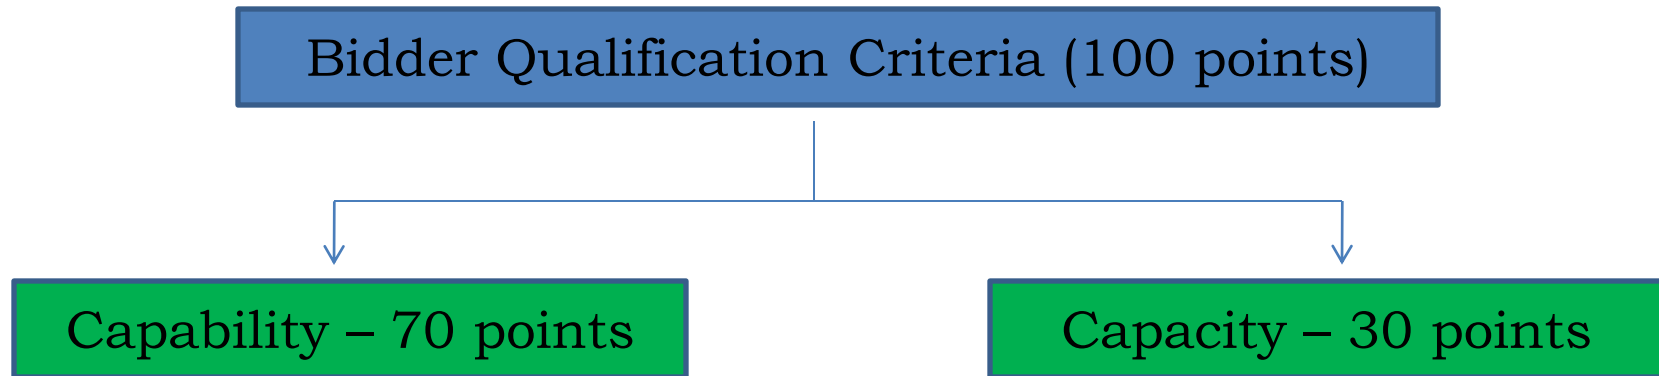 Bidder Qualification Criteria (100 points)
Capability – 70 points
Capacity – 30 points